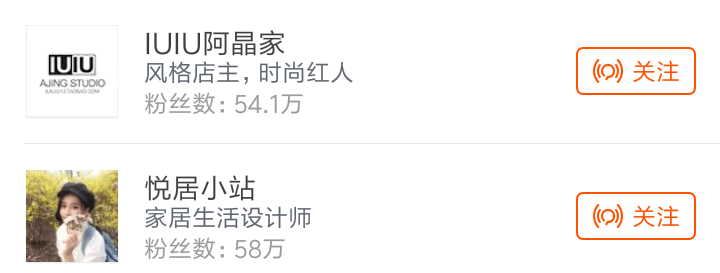 IUIU
AJING STUDIO
IUIU阿晶家
风格店主，时尚红人
粉丝数：54.1万
关注
悦居小站
家居生活设计师
粉丝数：58万
关注